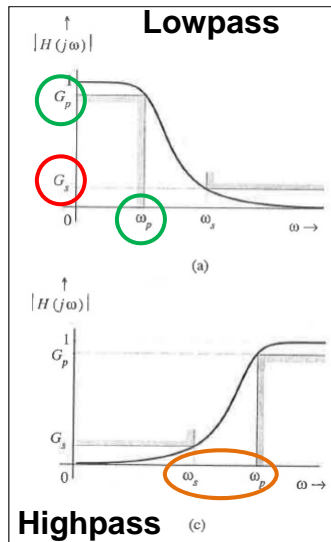 Lowpass
↑
|H(jω)|
1
G_p
G_s
0
ω_p
ω_s
ω→
(a)
↑
|H(jω)|
1
G_p
G_s
0
ω_s
ω_p
ω→
Highpass
(c)